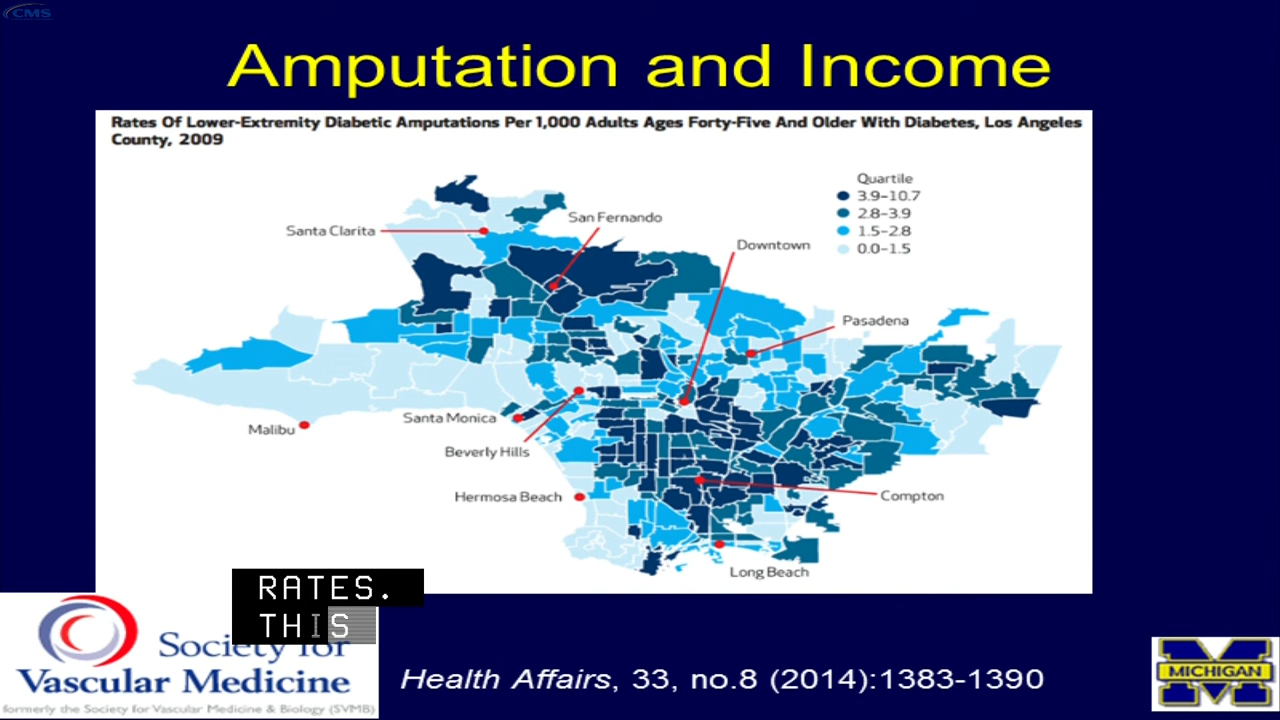 CMS
Amputation and Income
Rates Of Lower-Extremity Diabetic Amputations Per 1,000 Adults Ages Forty-Five And Older With Diabetes, Los Angeles
County, 2009
Quartile
3.9–10.7
2.8–3.9
1.5–2.8
0.0–1.5
San Fernando
Santa Clarita
Downtown
Pasadena
Santa Monica
Malibu
Beverly Hills
Hermosa Beach
Compton
Long Beach
RATES.
THIS
Society for
Vascular Medicine
formerly the Society for Vascular Medicine & Biology (SVMB)
Health Affairs, 33, no.8 (2014):1383-1390
MICHIGAN